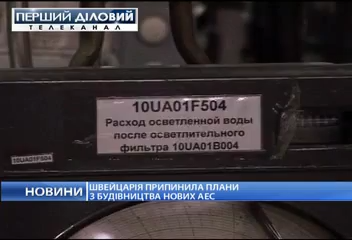 ПЕРШИЙ ДІЛОВИЙ
ТЕЛЕКАНАЛ
10UA01F504
Расход осветленной воды
после осветлительного
фильтра 10UA01B004
10UA01F504
НОВИНИ
ШВЕЙЦАРІЯ ПРИПИНИЛА ПЛАНИ
З БУДІВНИЦТВА НОВИХ АЕС